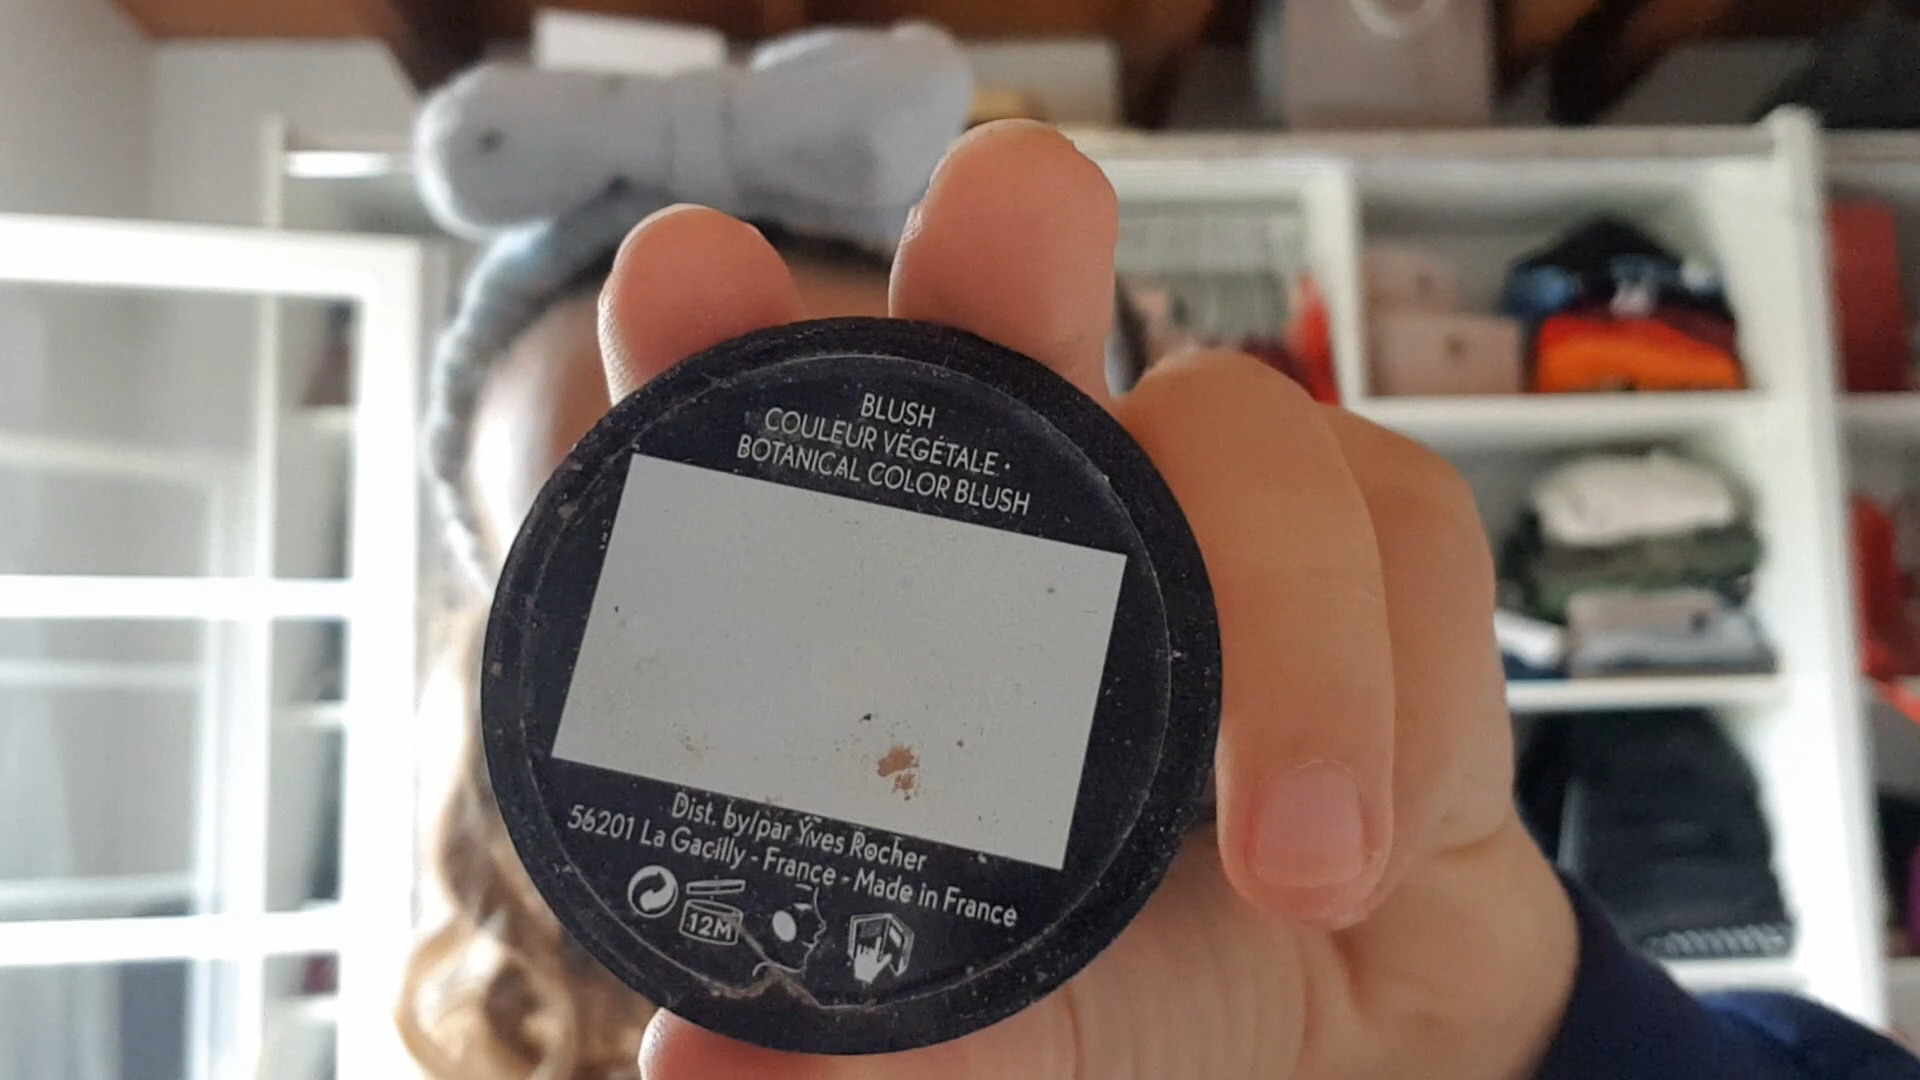 BLUSH
COULEUR VÉGÉTALE •
BOTANICAL COLOR BLUSH
Dist. by/par Yves Rocher
56201 La Gacilly - France - Made in France
12M